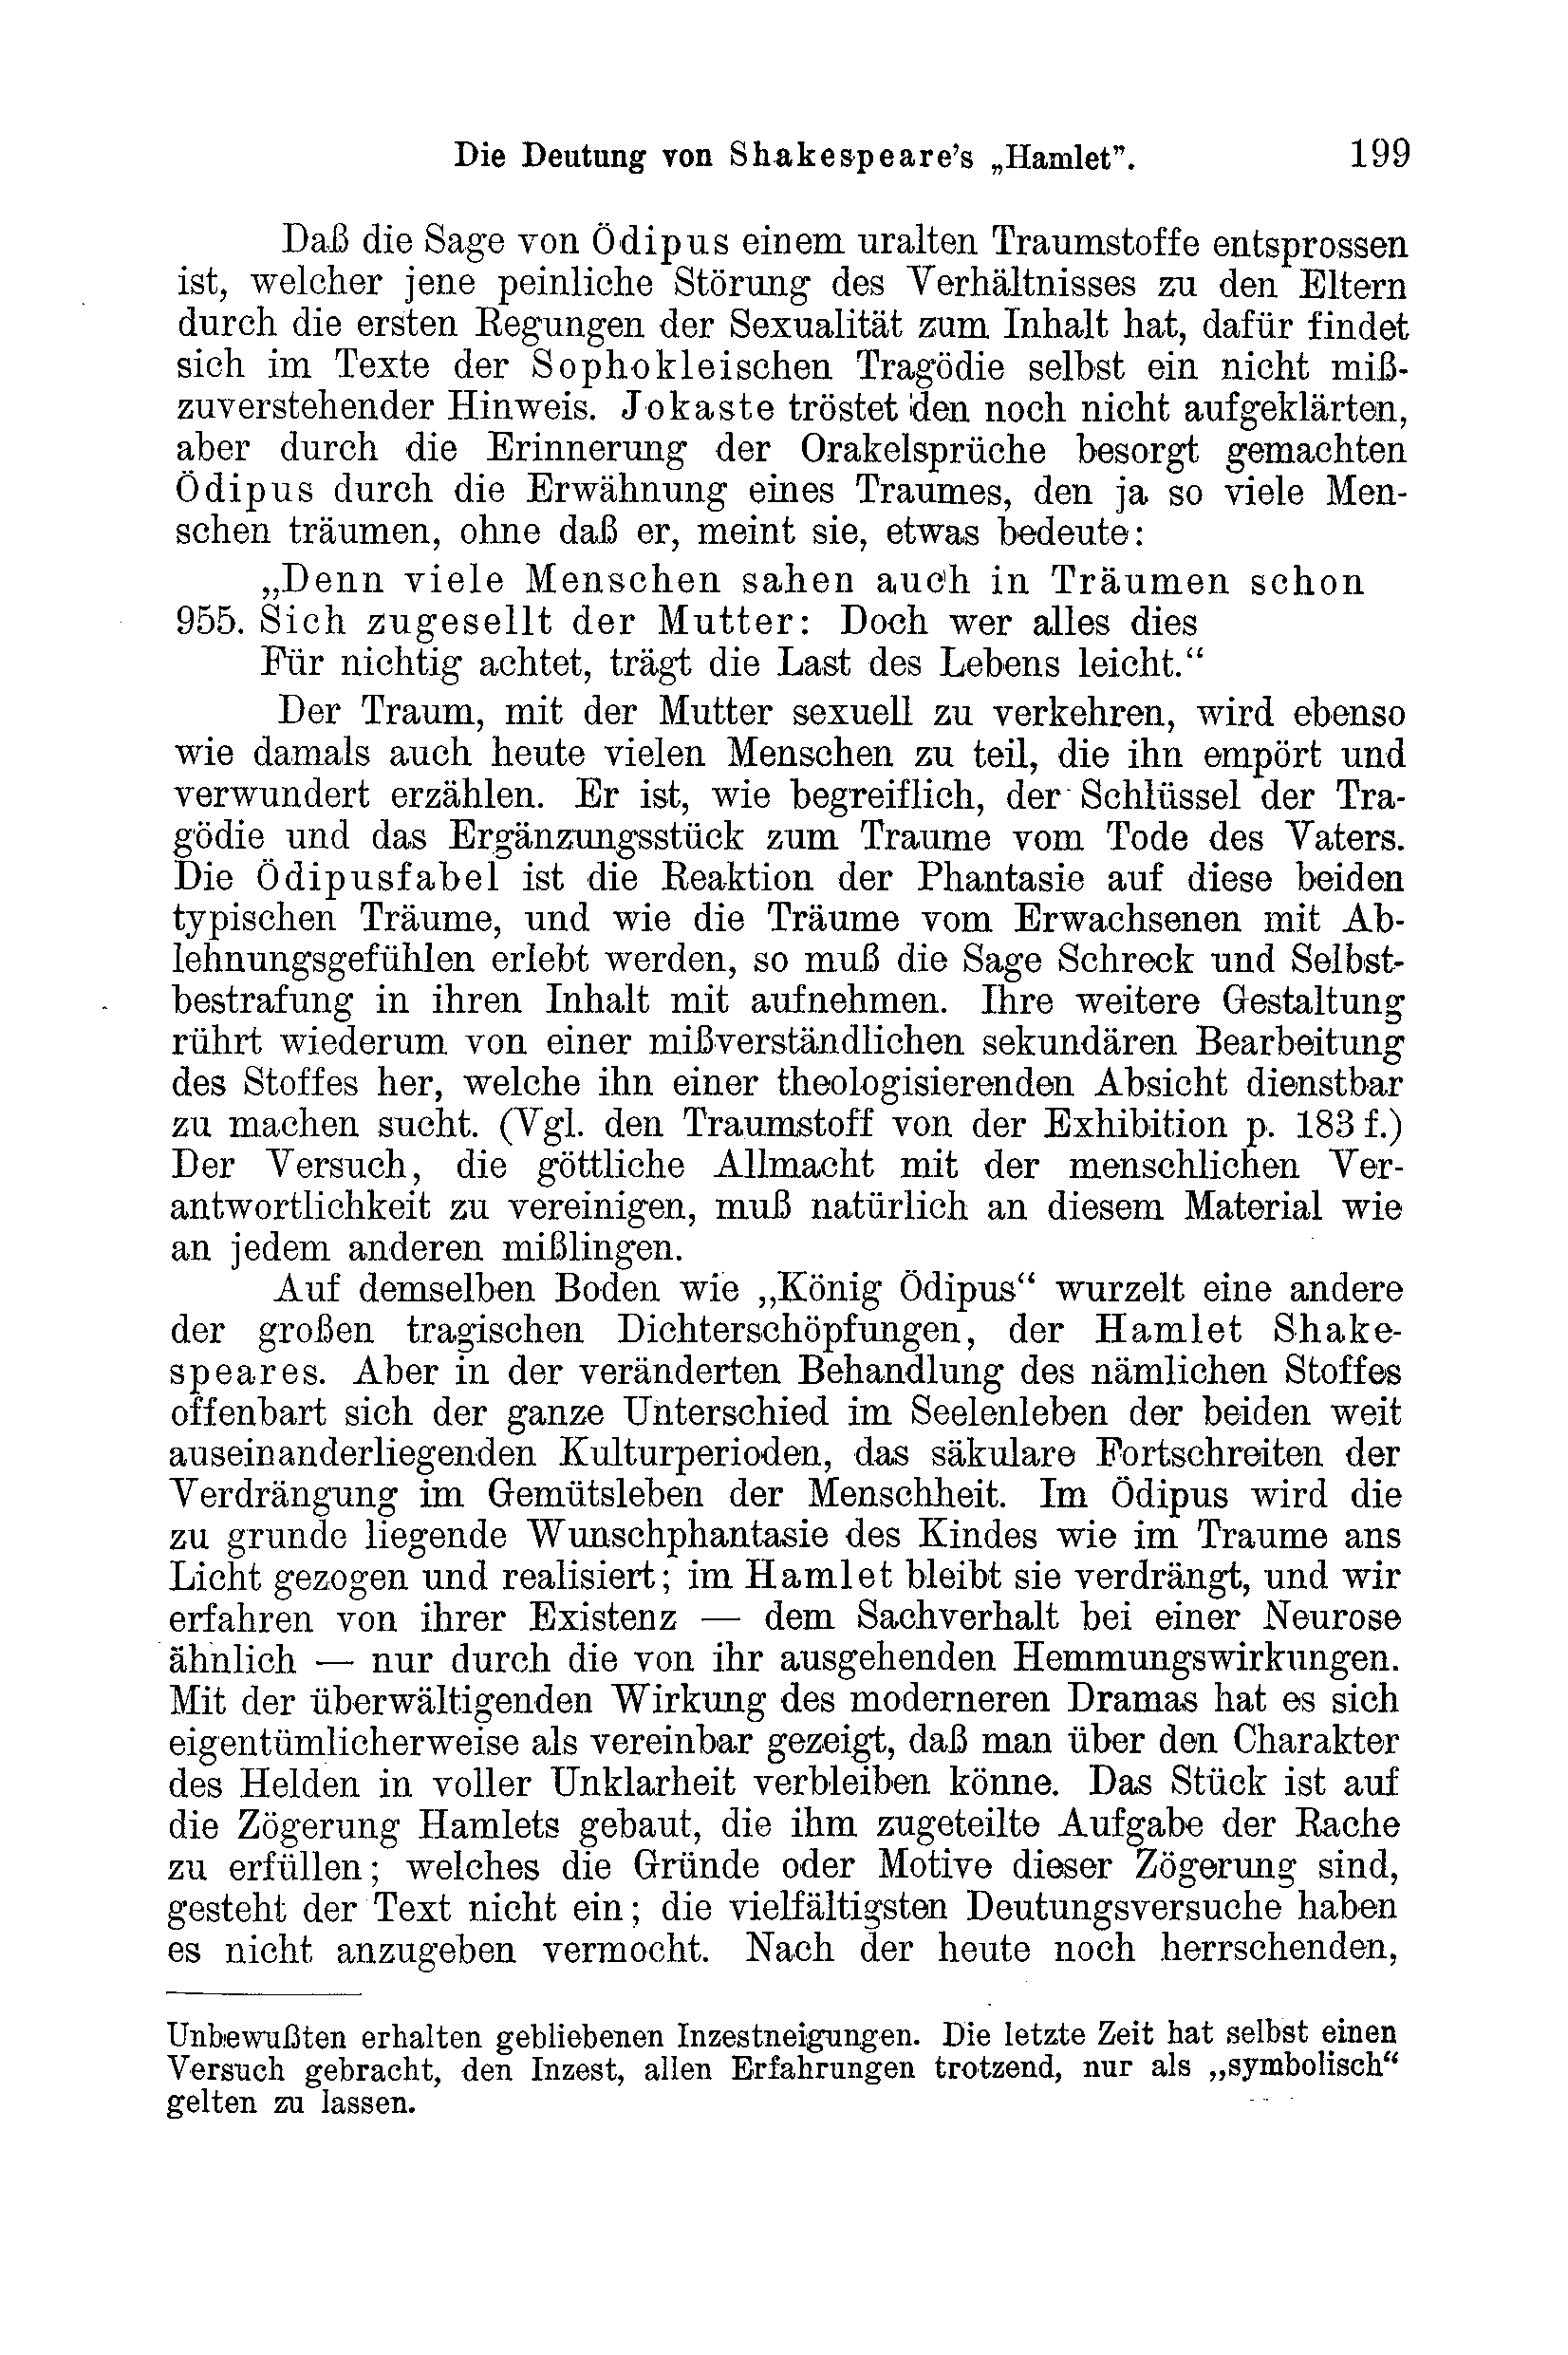 Die Deutung von Shakespeare's „Hamlet”. 199
Daß die Sage von Ödipus einem uralten Traumstoffe entsprossen
ist, welcher jene peinliche Störung des Verhältnisses zu den Eltern
durch die ersten Regungen der Sexualität zum Inhalt hat, dafür findet
sich im Texte der Sophokleischen Tragödie selbst ein nicht miß-
zuverstehender Hinweis. Jokaste tröstet den noch nicht aufgeklärten,
aber durch die Erinnerung der Orakelsprüche besorgt gemachten
Ödipus durch die Erwähnung eines Traumes, den ja so viele Men-
schen träumen, ohne daß er, meint sie, etwas bedeute:
„Denn viele Menschen sahen auch in Träumen schon
955. Sich zugesellt der Mutter: Doch wer alles dies
Für nichtig achtet, trägt die Last des Lebens leicht.“
Der Traum, mit der Mutter sexuell zu verkehren, wird ebenso
wie damals auch heute vielen Menschen zu teil, die ihn empört und
verwundert erzählen. Er ist, wie begreiflich, der Schlüssel der Tra-
gödie und das Ergänzungsstück zum Traume vom Tode des Vaters.
Die Ödipusfabel ist die Reaktion der Phantasie auf diese beiden
typischen Träume, und wie die Träume vom Erwachsenen mit Ab-
lehnungsgefühlen erlebt werden, so muß die Sage Schreck und Selbst-
bestrafung in ihren Inhalt mit aufnehmen. Ihre weitere Gestaltung
rührt wiederum von einer mißverständlichen sekundären Bearbeitung
des Stoffes her, welche ihn einer theologisierenden Absicht dienstbar
zu machen sucht. (Vgl. den Traumstoff von der Exhibition p. 183 f.)
Der Versuch, die göttliche Allmacht mit der menschlichen Ver-
antwortlichkeit zu vereinigen, muß natürlich an diesem Material wie
an jedem anderen mißlingen.
Auf demselben Boden wie „König Ödipus“ wurzelt eine andere
der großen tragischen Dichterschöpfungen, der Hamlet Shake-
speares. Aber in der veränderten Behandlung des nämlichen Stoffes
offenbart sich der ganze Unterschied im Seelenleben der beiden weit
auseinanderliegenden Kulturperioden, das säkulare Fortschreiten der
Verdrängung im Gemütsleben der Menschheit. Im Ödipus wird die
zu grunde liegende Wunschphantasie des Kindes wie im Traume ans
Licht gezogen und realisiert; im Hamlet bleibt sie verdrängt, und wir
erfahren von ihrer Existenz — dem Sachverhalt bei einer Neurose
ähnlich — nur durch die von ihr ausgehenden Hemmungswirkungen.
Mit der überwältigenden Wirkung des moderneren Dramas hat es sich
eigentümlicherweise als vereinbar gezeigt, daß man über den Charakter
des Helden in voller Unklarheit verbleiben könne. Das Stück ist auf
die Zögerung Hamlets gebaut, die ihm zugeteilte Aufgabe der Rache
zu erfüllen; welches die Gründe oder Motive dieser Zögerung sind,
gesteht der Text nicht ein; die vielfältigsten Deutungsversuche haben
es nicht anzugeben vermocht. Nach der heute noch herrschenden,
Unbewußten erhalten gebliebenen Inzestneigungen. Die letzte Zeit hat selbst einen
Versuch gebracht, den Inzest, allen Erfahrungen trotzend, nur als „symbolisch“
gelten zu lassen.